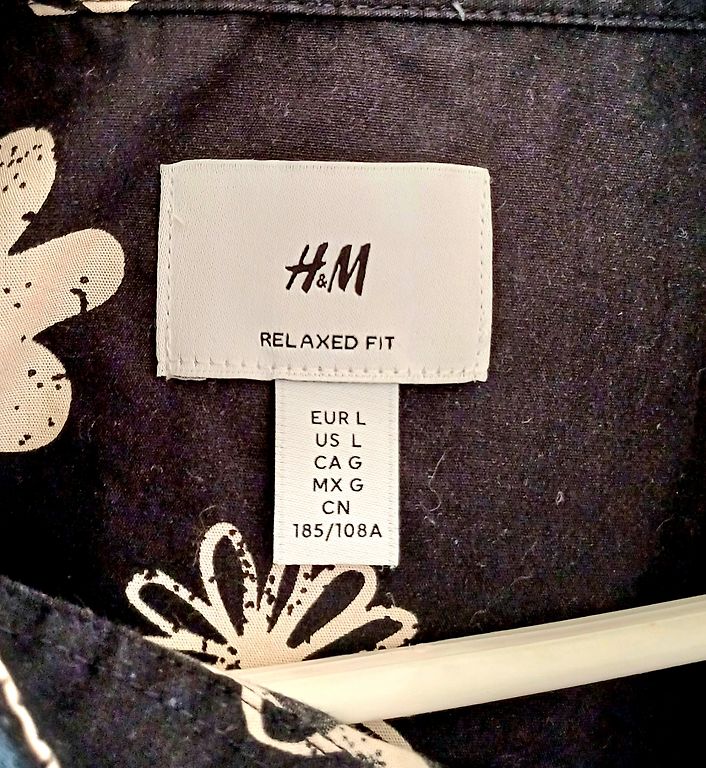 H&M
RELAXED FIT
EUR L
US L
CA G
MX G
CN
185/108A